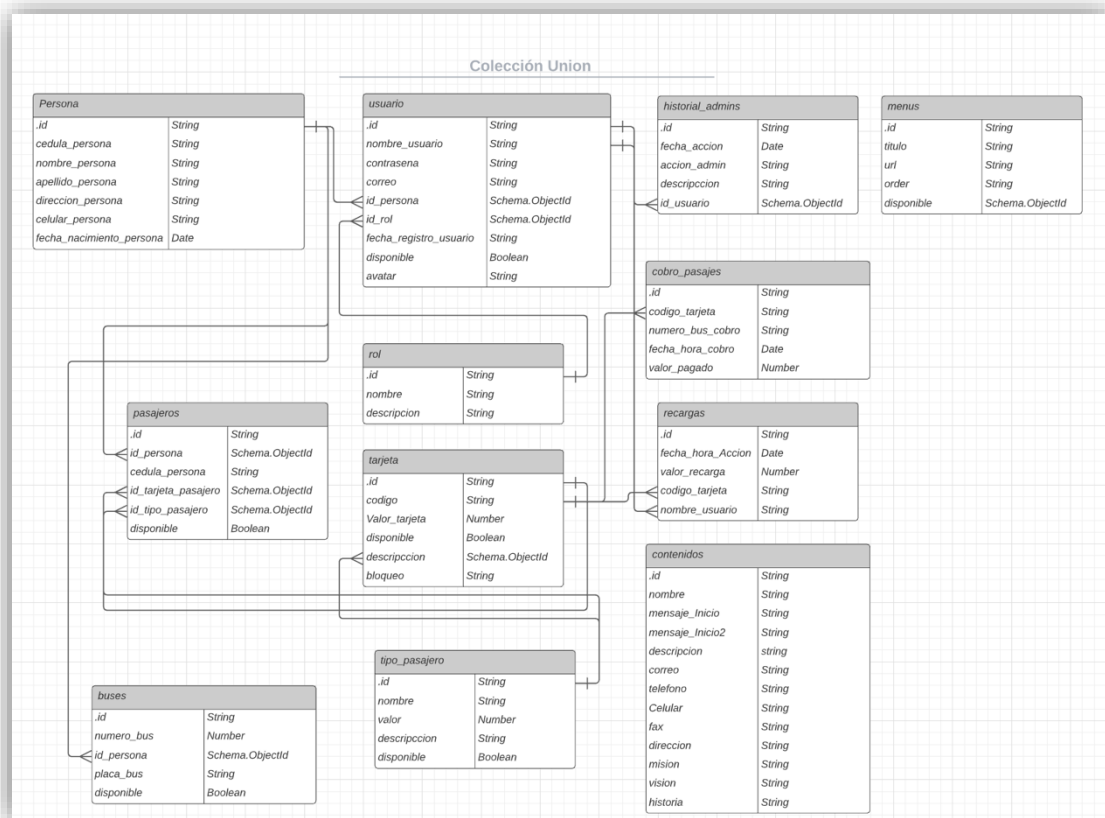 Colección Union
Persona
.id String
cedula_persona String
nombre_persona String
apellido_persona String
direccion_persona String
celular_persona String
fecha_nacimiento_persona Date
usuario
.id String
nombre_usuario String
contrasena String
correo String
id_persona Schema.ObjectId
id_rol Schema.ObjectId
fecha_registro_usuario String
disponible Boolean
avatar String
historial_admins
.id String
fecha_accion Date
accion_admin String
descripccion String
id_usuario Schema.ObjectId
menus
.id String
titulo String
url String
order String
disponible Schema.ObjectId
cobro_pasajes
.id String
codigo_tarjeta String
numero_bus_cobro String
fecha_hora_cobro Date
valor_pagado Number
rol
.id String
nombre String
descripcion String
pasajeros
.id String
id_persona Schema.ObjectId
cedula_persona String
id_tarjeta_pasajero Schema.ObjectId
id_tipo_pasajero Schema.ObjectId
disponible Boolean
tarjeta
.id String
codigo String
Valor_tarjeta Number
disponible Boolean
descripccion Schema.ObjectId
bloqueo String
recargas
.id String
fecha_hora_Accion Date
valor_recarga Number
codigo_tarjeta String
nombre_usuario String
contenidos
.id String
nombre String
mensaje_Inicio String
mensaje_Inicio2 String
descripcion string
correo String
telefono String
Celular String
fax String
direccion String
mision String
vision String
historia String
tipo_pasajero
.id String
nombre String
valor Number
descripccion String
disponible Boolean
buses
.id String
numero_bus Number
id_persona Schema.ObjectId
placa_bus String
disponible Boolean